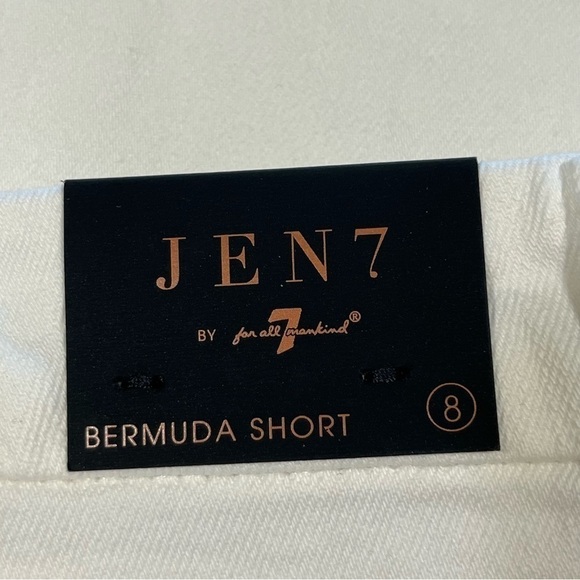 JEN7
BY for all 7 mankind®
BERMUDA SHORT 8